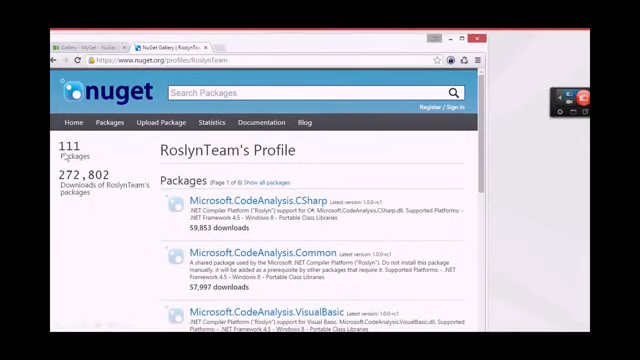 Gallery - MyGet - NuGet
NuGet Gallery | RoslynTea
https://www.nuget.org/profiles/RoslynTeam
nuget
Search Packages
Register / Sign in
Home
Packages
Upload Package
Statistics
Documentation
Blog
111
Packages
272,802
Downloads of RoslynTeam's
packages
RoslynTeam's Profile
Packages (Page 1 of 6) Show all packages
Microsoft.CodeAnalysis.CSharp Latest version: 1.0.0-rc1
.NET Compiler Platform ("Roslyn") support for C#, Microsoft.CodeAnalysis.CSharp.dll. Supported Platforms: -
.NET Framework 4.5 - Windows 8 - Portable Class Libraries
59,853 downloads
Microsoft.CodeAnalysis.Common Latest version: 1.0.0-rc1
A shared package used by the Microsoft .NET Compiler Platform ("Roslyn"). Do not install this package
manually, it will be added as a prerequisite by other packages that require it. Supported Platforms: -
.NET Framework 4.5 - Windows 8 - Portable Class Libraries
57,997 downloads
Microsoft.CodeAnalysis.VisualBasic Latest version: 1.0.0-rc1
.NET Compiler Platform ("Roslyn") support for Visual Basic, Microsoft.CodeAnalysis.VisualBasic.dll. Supported
Platforms: - .NET Framework 4.5 - Windows 8 - Portable Class Libraries